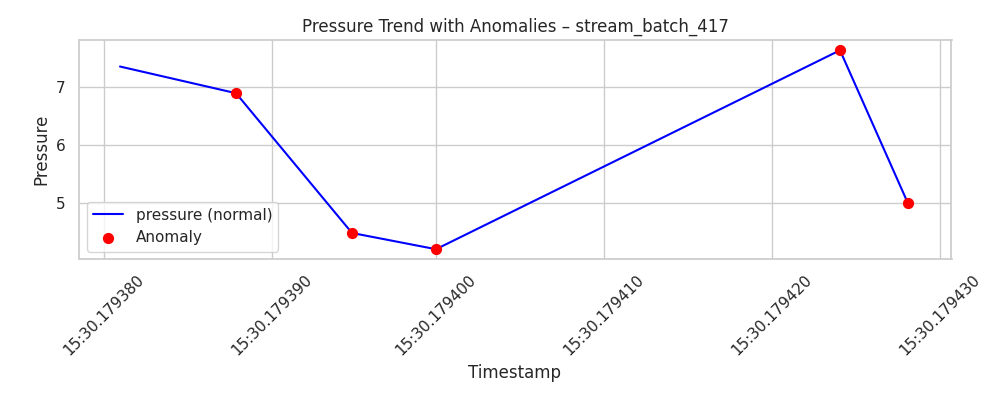 Pressure Trend with Anomalies – stream_batch_417
Pressure
7
6
5
pressure (normal)
Anomaly
15:30.179380
15:30.179390
15:30.179400
15:30.179410
15:30.179420
15:30.179430
Timestamp